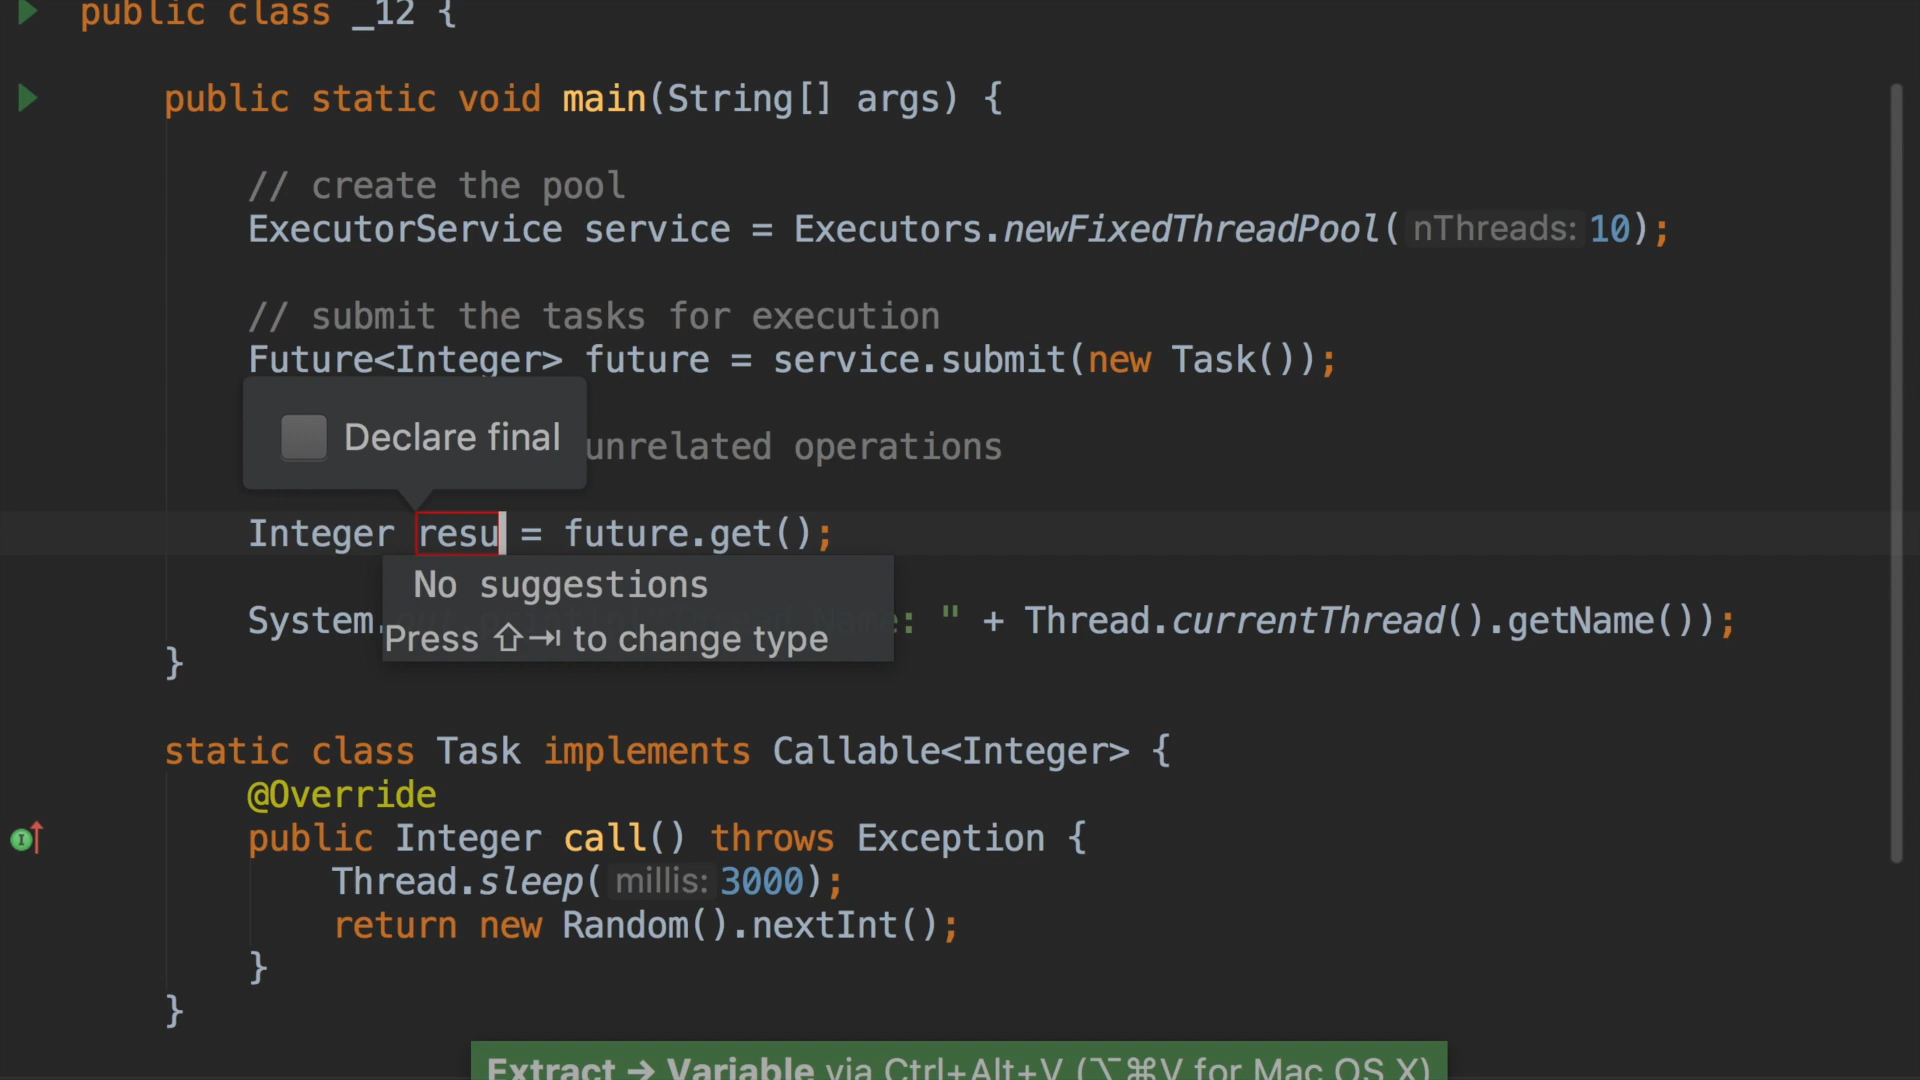 public class _12 {
public static void main(String[] args) {
// create the pool
ExecutorService service = Executors.newFixedThreadPool( nThreads: 10);
// submit the tasks for execution
Future<Integer> future = service.submit(new Task());
Declare final
unrelated operations
Integer resu = future.get();
No suggestions
System. : " + Thread.currentThread().getName());
Press ⇧⇥ to change type
}
static class Task implements Callable<Integer> {
@Override
public Integer call() throws Exception {
Thread.sleep( millis: 3000);
return new Random().nextInt();
}
}
Extract → Variable via Ctrl+Alt+V (⌥⌘V for Mac OS X)